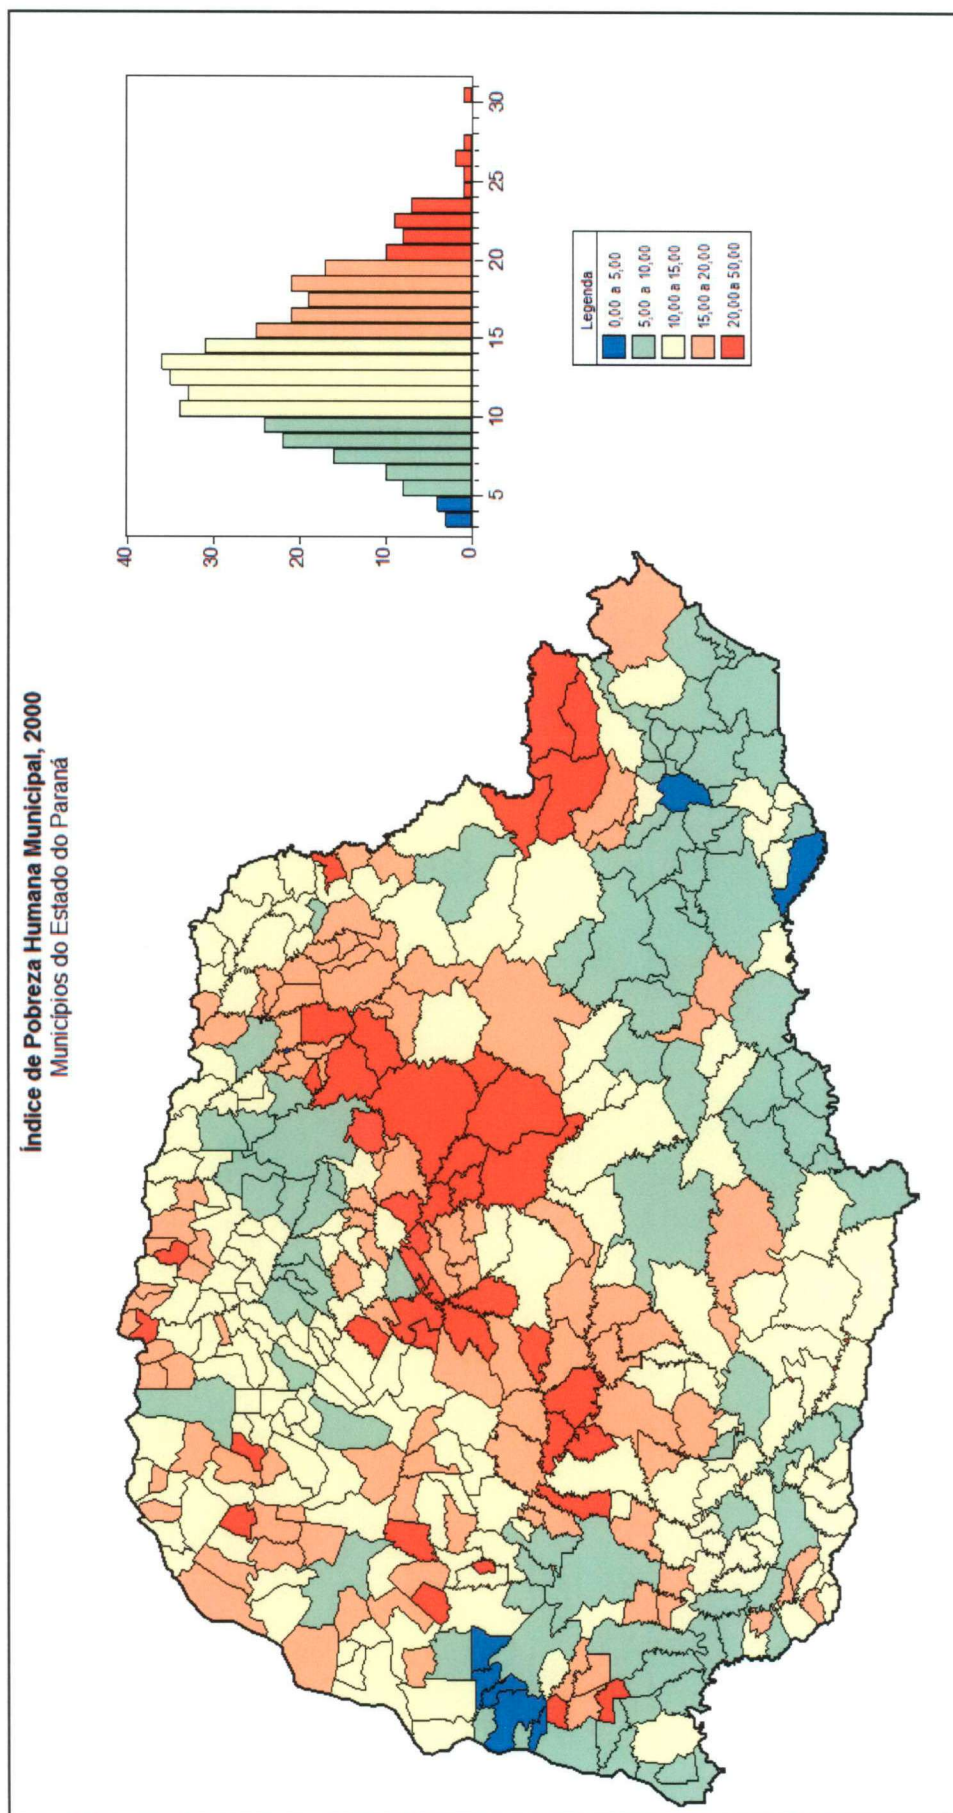 Índice de Pobreza Humana Municipal, 2000
Municípios do Estado do Paraná
40
30
20
10
0
5
10
15
20
25
30
Legenda
0,00 a 5,00
5,00 a 10,00
10,00 a 15,00
15,00 a 20,00
20,00 a 50,00